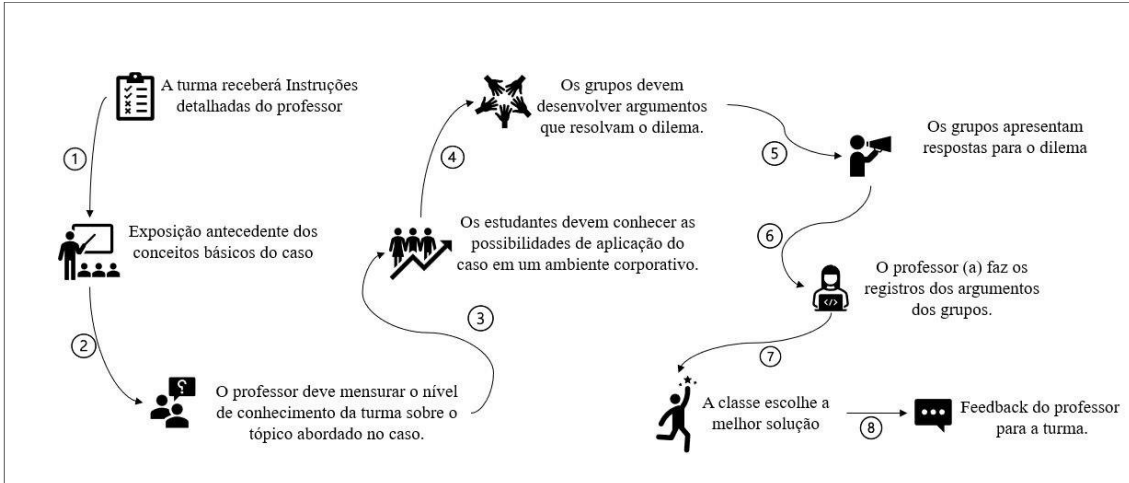 A turma receberá Instruções
detalhadas do professor
1
Exposição antecedente dos
conceitos básicos do caso
2
O professor deve mensurar o nível
de conhecimento da turma sobre o
tópico abordado no caso.
3
Os estudantes devem conhecer as
possibilidades de aplicação do
caso em um ambiente corporativo.
4
Os grupos devem
desenvolver argumentos
que resolvam o dilema.
5
Os grupos apresentam
respostas para o dilema
6
O professor (a) faz os
registros dos argumentos
dos grupos.
</>
7
A classe escolhe a
melhor solução
8
Feedback do professor
para a turma.